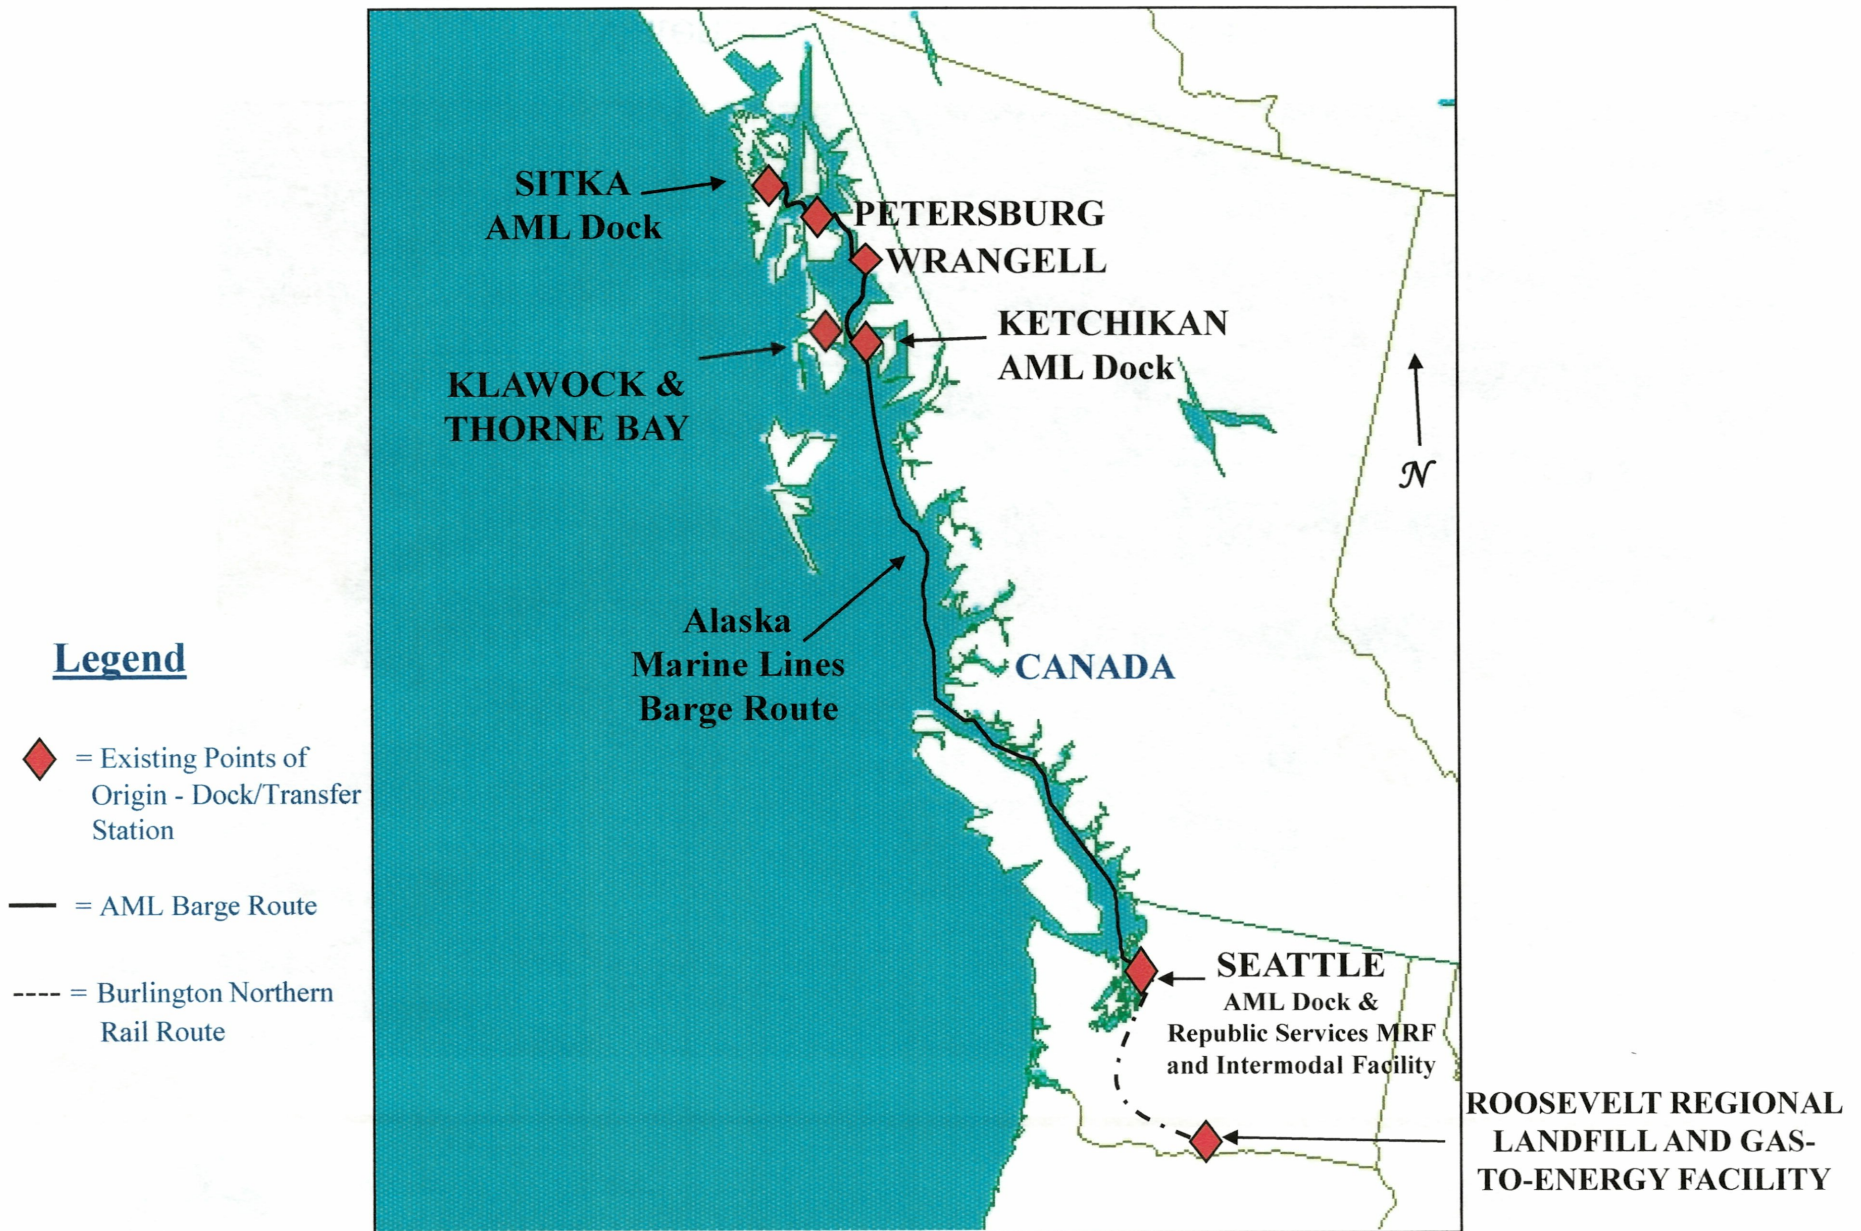 SITKA
AML Dock
PETERSBURG
WRANGELL
KETCHIKAN
AML Dock
KLAWOCK &
THORNE BAY
N
Alaska
Marine Lines
Barge Route
CANADA
Legend
= Existing Points of
Origin - Dock/Transfer
Station
= AML Barge Route
= Burlington Northern
Rail Route
SEATTLE
AML Dock &
Republic Services MRF
and Intermodal Facility
ROOSEVELT REGIONAL
LANDFILL AND GAS-
TO-ENERGY FACILITY